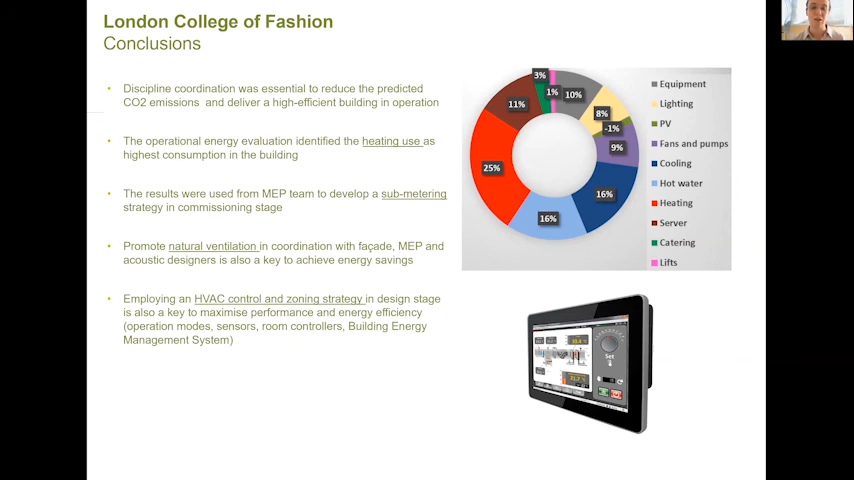 London College of Fashion
Conclusions
• Discipline coordination was essential to reduce the predicted
CO2 emissions and deliver a high-efficient building in operation
• The operational energy evaluation identified the heating use as
highest consumption in the building
• The results were used from MEP team to develop a sub-metering
strategy in commissioning stage
• Promote natural ventilation in coordination with façade, MEP and
acoustic designers is also a key to achieve energy savings
• Employing an HVAC control and zoning strategy in design stage
is also a key to maximise performance and energy efficiency
(operation modes, sensors, room controllers, Building Energy
Management System)
3%
1%
10%
11%
8%
-1%
9%
25%
16%
16%
Equipment
Lighting
PV
Fans and pumps
Cooling
Hot water
Heating
Server
Catering
Lifts
Set